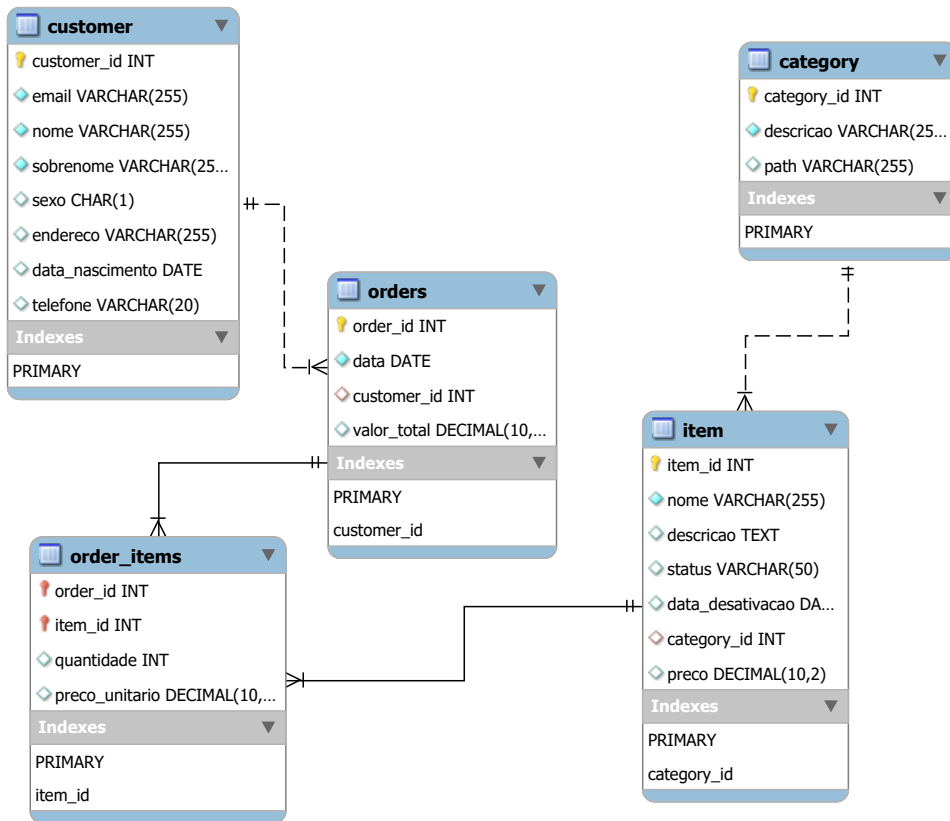 customer
customer_id INT
email VARCHAR(255)
nome VARCHAR(255)
sobrenome VARCHAR(25...
sexo CHAR(1)
endereco VARCHAR(255)
data_nascimento DATE
telefone VARCHAR(20)
Indexes
PRIMARY
category
category_id INT
descricao VARCHAR(25...
path VARCHAR(255)
Indexes
PRIMARY
orders
order_id INT
data DATE
customer_id INT
valor_total DECIMAL(10,...
Indexes
PRIMARY
customer_id
item
item_id INT
nome VARCHAR(255)
descricao TEXT
status VARCHAR(50)
data_desativacao DA...
category_id INT
preco DECIMAL(10,2)
Indexes
PRIMARY
category_id
order_items
order_id INT
item_id INT
quantidade INT
preco_unitario DECIMAL(10,...
Indexes
PRIMARY
item_id